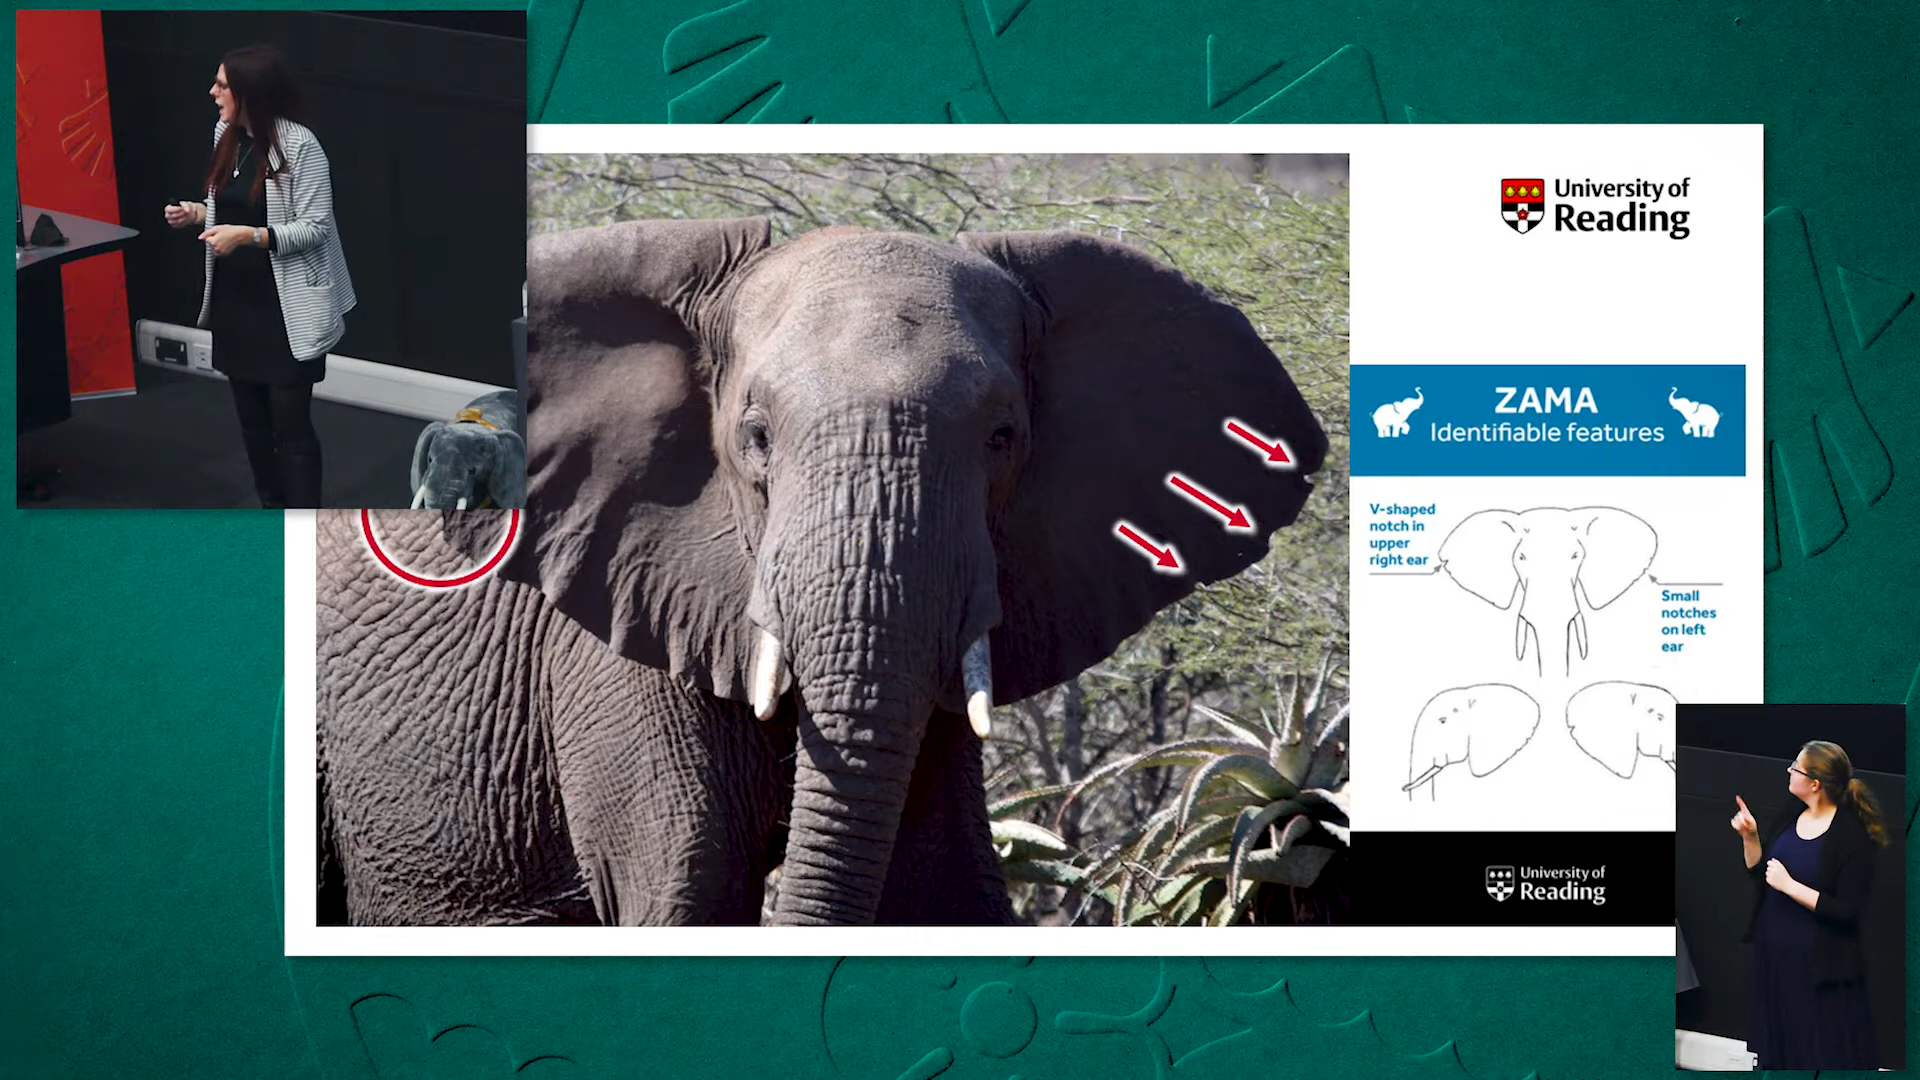 University of
Reading
ZAMA
Identifiable features
V-shaped
notch in
upper
right ear
Small
notches
on left
ear
University of
Reading